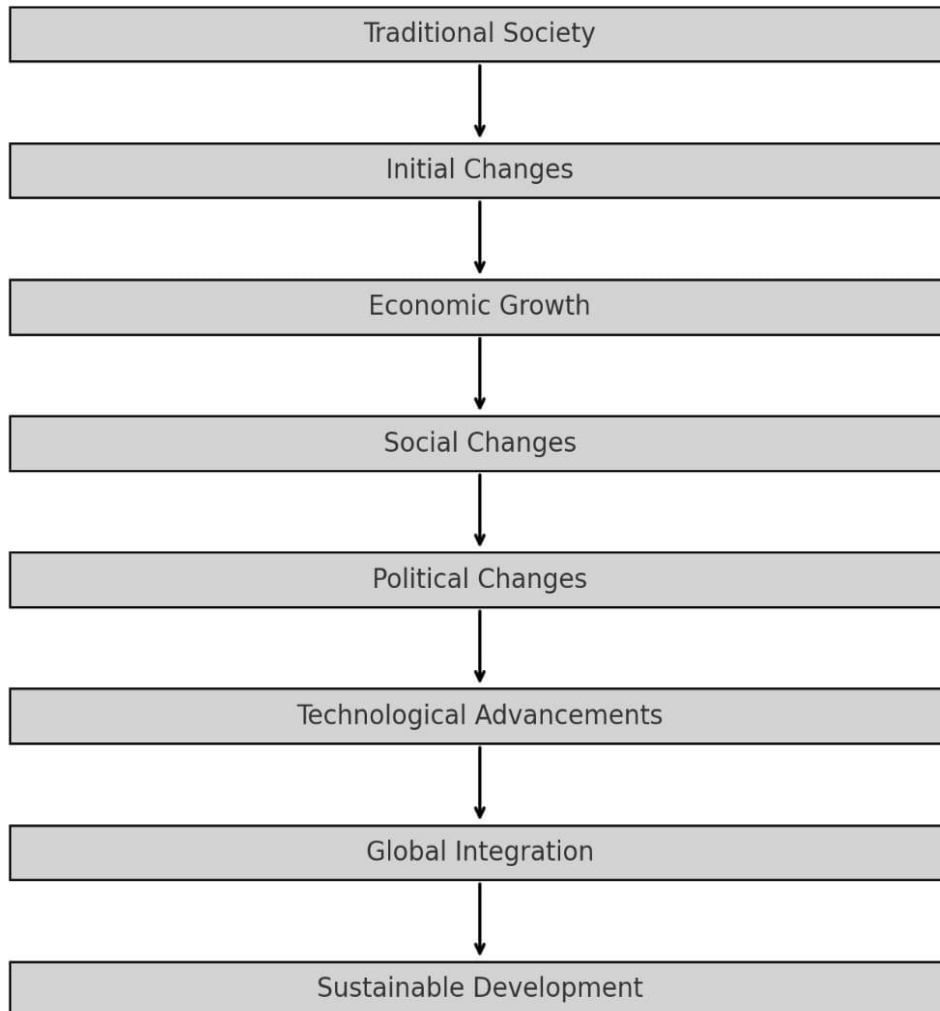 Traditional Society
Initial Changes
Economic Growth
Social Changes
Political Changes
Technological Advancements
Global Integration
Sustainable Development